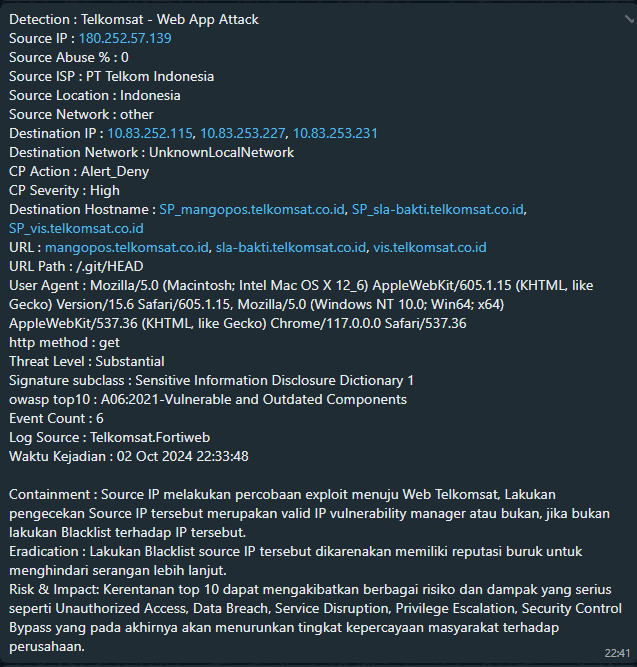 Detection : Telkomsat - Web App Attack
Source IP : 180.252.57.139
Source Abuse % : 0
Source ISP : PT Telkom Indonesia
Source Location : Indonesia
Source Network : other
Destination IP : 10.83.252.115, 10.83.253.227, 10.83.253.231
Destination Network : UnknownLocalNetwork
CP Action : Alert_Deny
CP Severity : High
Destination Hostname : SP_mangopos.telkomsat.co.id, SP_sla-bakti.telkomsat.co.id,
SP_vis.telkomsat.co.id
URL : mangopos.telkomsat.co.id, sla-bakti.telkomsat.co.id, vis.telkomsat.co.id
URL Path : /.git/HEAD
User Agent : Mozilla/5.0 (Macintosh; Intel Mac OS X 12_6) AppleWebKit/605.1.15 (KHTML, like
Gecko) Version/15.6 Safari/605.1.15, Mozilla/5.0 (Windows NT 10.0; Win64; x64)
AppleWebKit/537.36 (KHTML, like Gecko) Chrome/117.0.0.0 Safari/537.36
http method : get
Threat Level : Substantial
Signature subclass : Sensitive Information Disclosure Dictionary 1
owasp top10 : A06:2021-Vulnerable and Outdated Components
Event Count : 6
Log Source : Telkomsat.Fortiweb
Waktu Kejadian : 02 Oct 2024 22:33:48
Containment : Source IP melakukan percobaan exploit menuju Web Telkomsat, Lakukan
pengecekan Source IP tersebut merupakan valid IP vulnerability manager atau bukan, jika bukan
lakukan Blacklist terhadap IP tersebut.
Eradication : Lakukan Blacklist source IP tersebut dikarenakan memiliki reputasi buruk untuk
menghindari serangan lebih lanjut.
Risk & Impact: Kerentanan top 10 dapat mengakibatkan berbagai risiko dan dampak yang serius
seperti Unauthorized Access, Data Breach, Service Disruption, Privilege Escalation, Security Control
Bypass yang pada akhirnya akan menurunkan tingkat kepercayaan masyarakat terhadap
perusahaan.
22:41